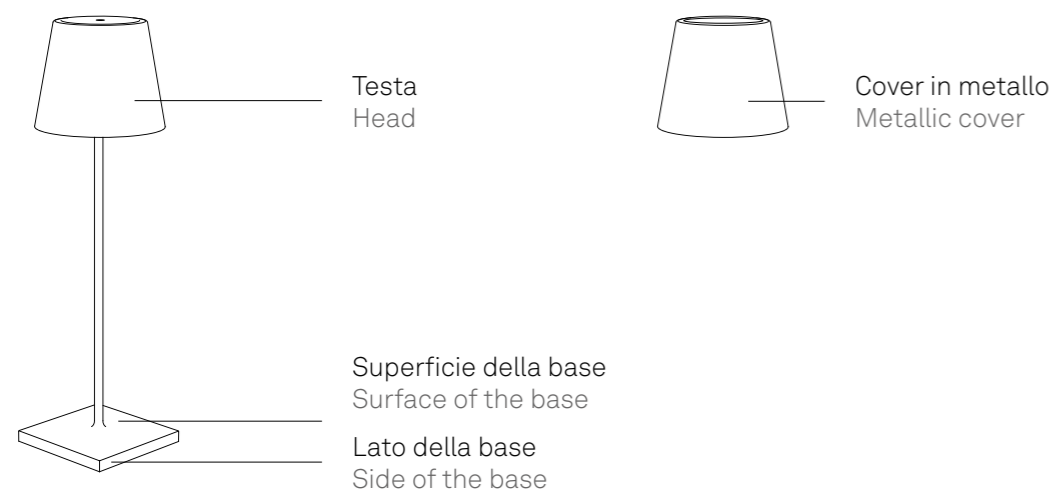 Testa
Head
Cover in metallo
Metallic cover
Superficie della base
Surface of the base
Lato della base
Side of the base